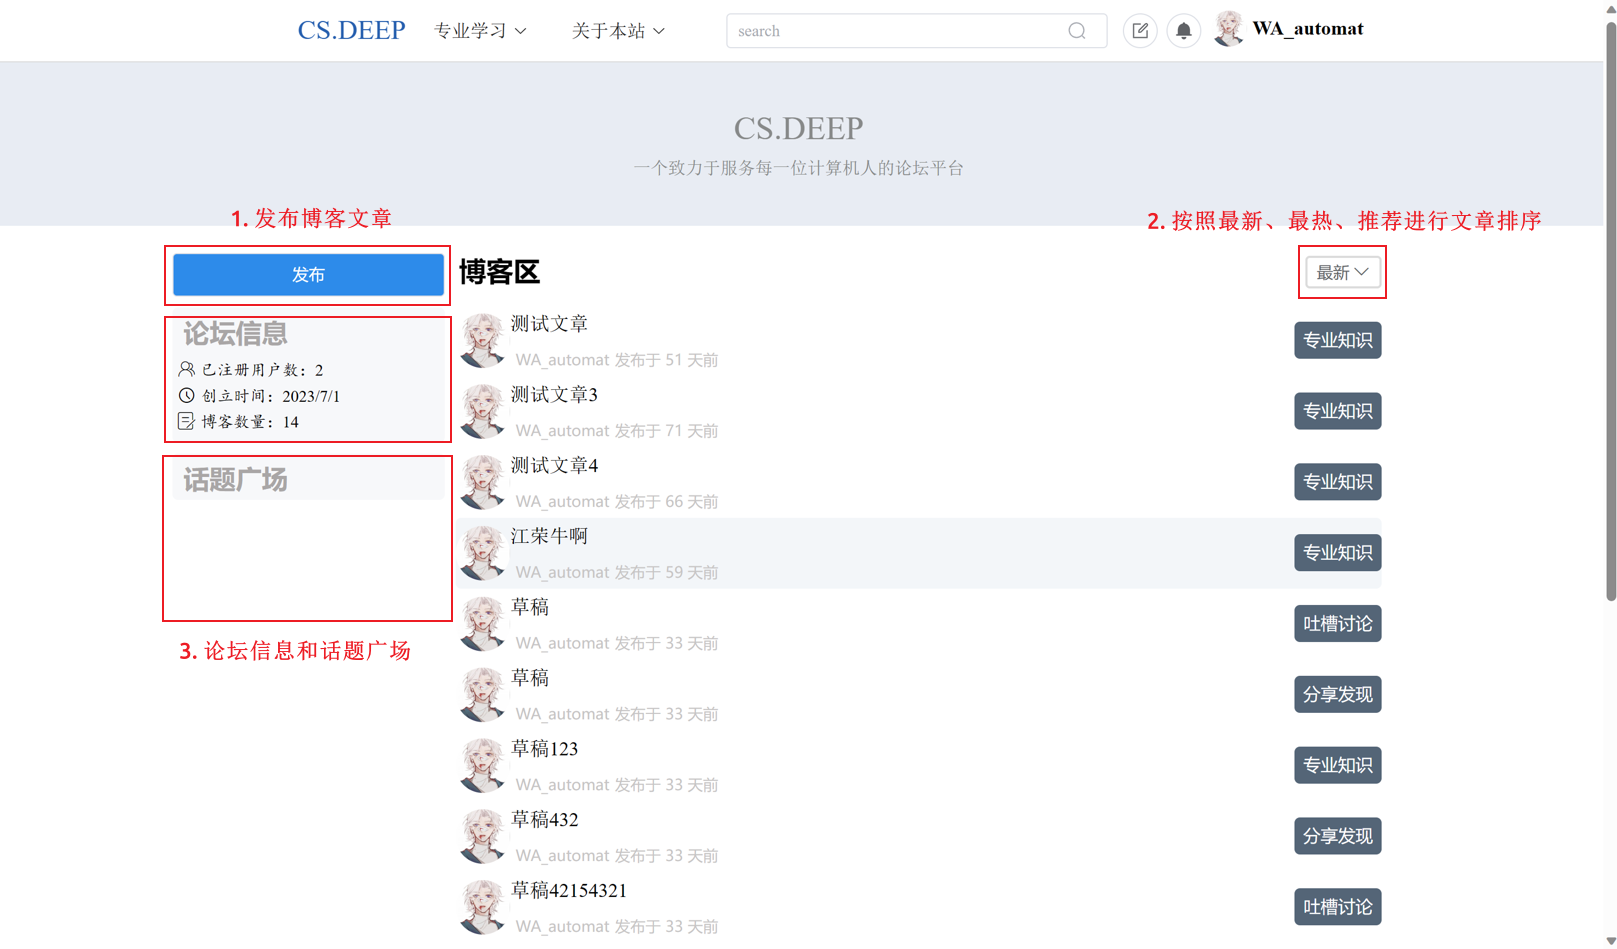 CS.DEEP 专业学习 关于本站 search WA_automat
CS.DEEP
一个致力于服务每一位计算机人的论坛平台
1. 发布博客文章
2. 按照最新、最热、推荐进行文章排序
发布
论坛信息
已注册用户数：2
创立时间：2023/7/1
博客数量：14
话题广场
3. 论坛信息和话题广场
博客区 最新
测试文章 专业知识
WA_automat 发布于 51 天前
测试文章3 专业知识
WA_automat 发布于 71 天前
测试文章4 专业知识
WA_automat 发布于 66 天前
江荣牛啊 专业知识
WA_automat 发布于 59 天前
草稿 吐槽讨论
WA_automat 发布于 33 天前
草稿 分享发现
WA_automat 发布于 33 天前
草稿123 专业知识
WA_automat 发布于 33 天前
草稿432 分享发现
WA_automat 发布于 33 天前
草稿42154321 吐槽讨论
WA_automat 发布于 33 天前